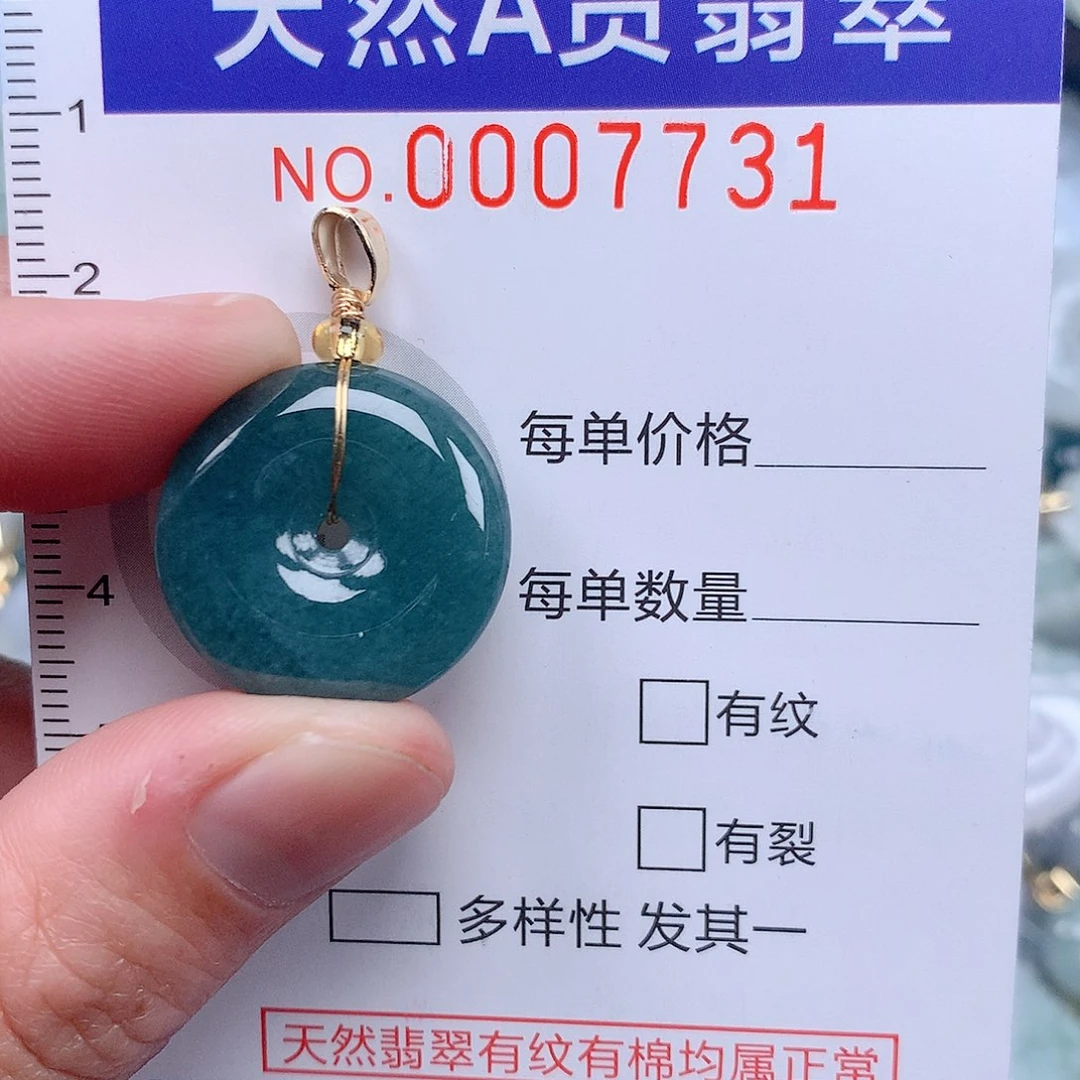 天然A货翡翠
1
NO.0007731
2
每单价格
4
每单数量
有纹
有裂
多样性 发其一
天然翡翠有纹有棉均属正常